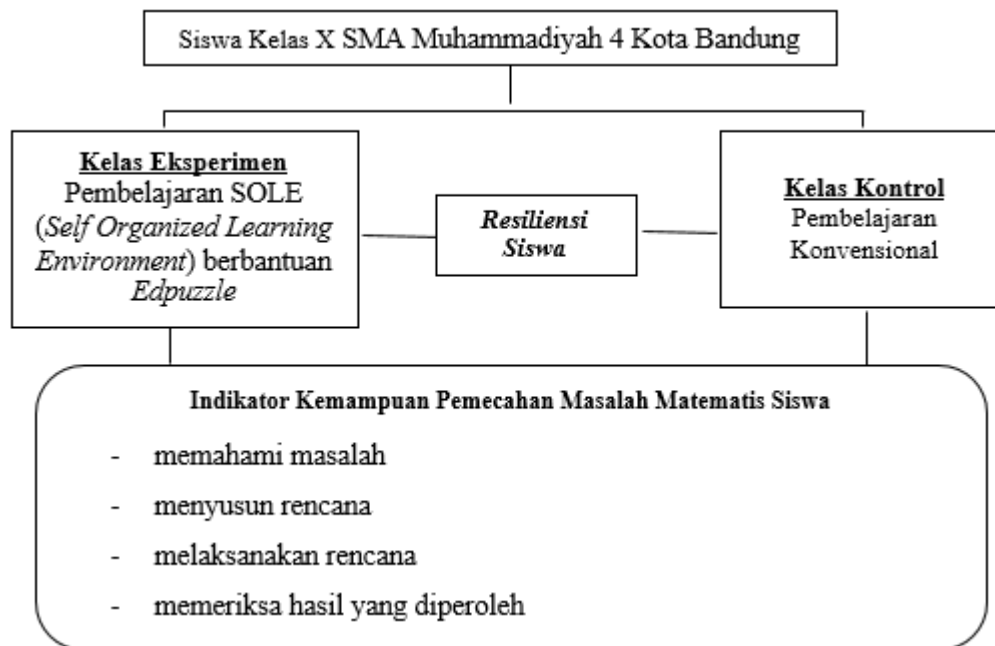 Siswa Kelas X SMA Muhammadiyah 4 Kota Bandung
Kelas Eksperimen
Pembelajaran SOLE
(Self Organized Learning
Environment) berbantuan
Edpuzzle
Resiliensi
Siswa
Kelas Kontrol
Pembelajaran
Konvensional
Indikator Kemampuan Pemecahan Masalah Matematis Siswa
- memahami masalah
- menyusun rencana
- melaksanakan rencana
- memeriksa hasil yang diperoleh